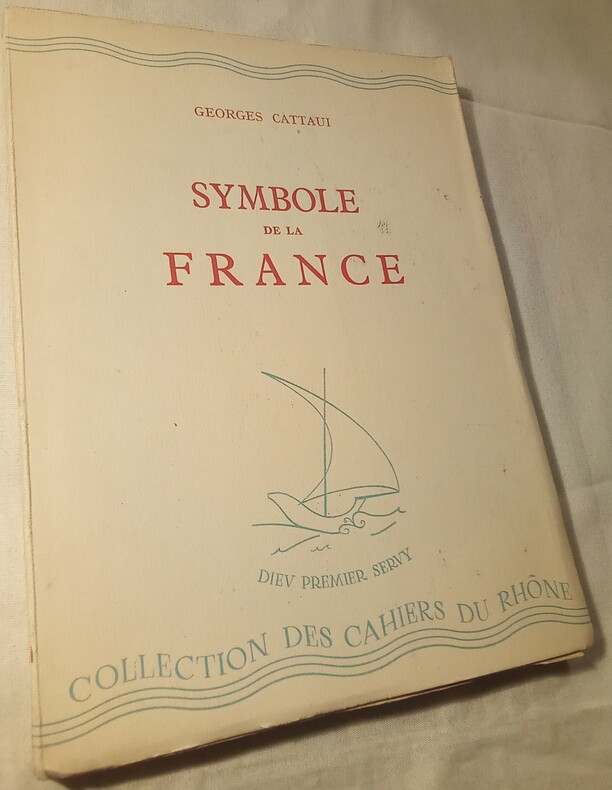 GEORGES CATTAUI
SYMBOLE
DE LA
FRANCE
DIEV PREMIER SERVY
COLLECTION DES CAHIERS DU RHÔNE